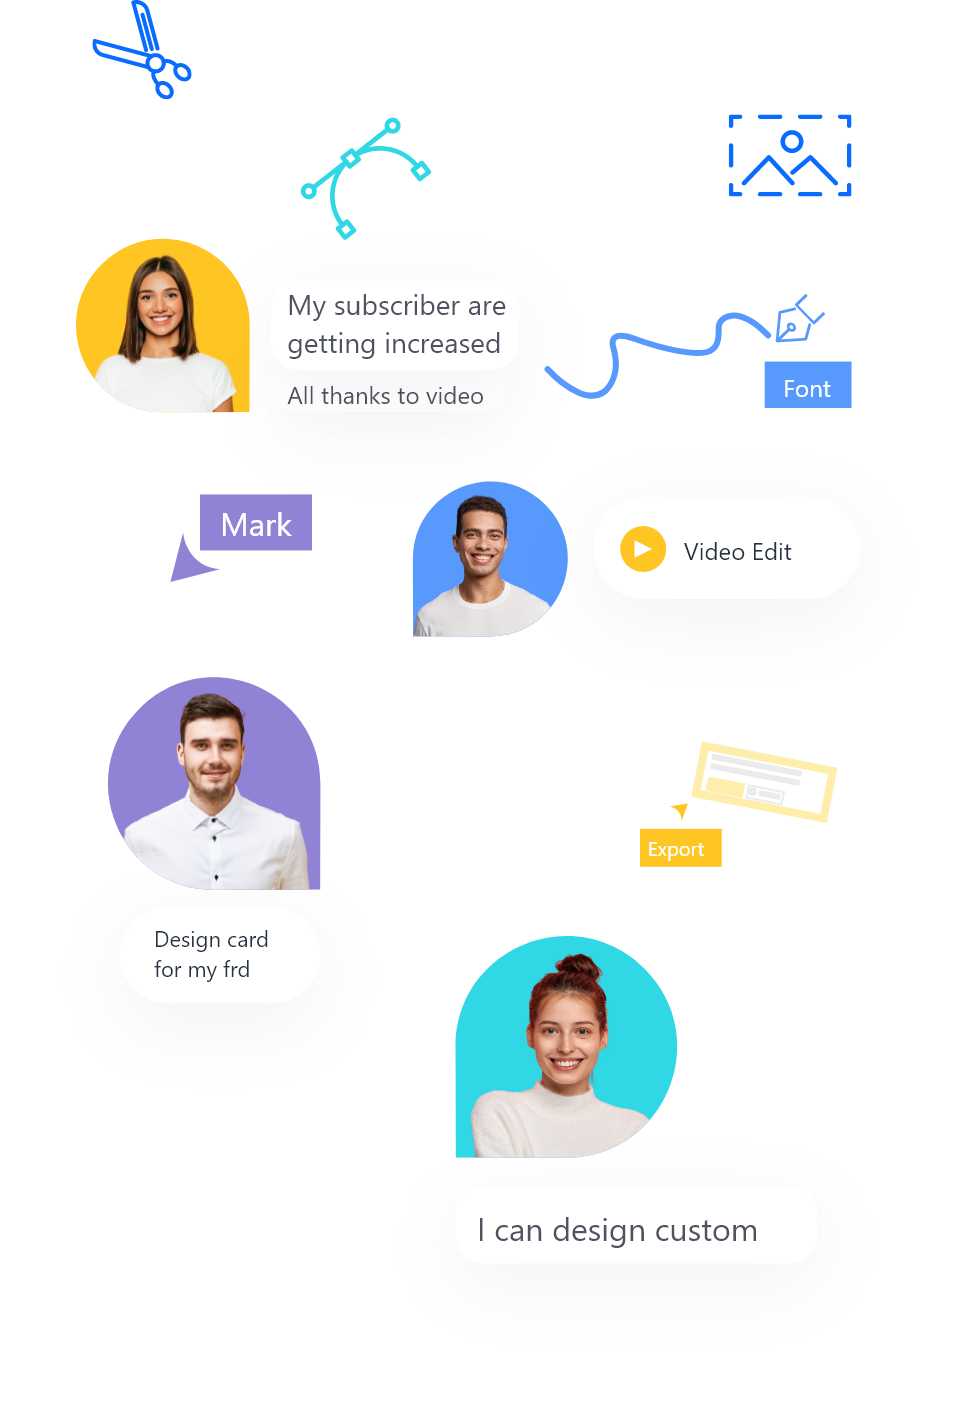 My subscriber are
getting increased
All thanks to video
Font
Mark
Video Edit
Export
Design card
for my frd
I can design custom